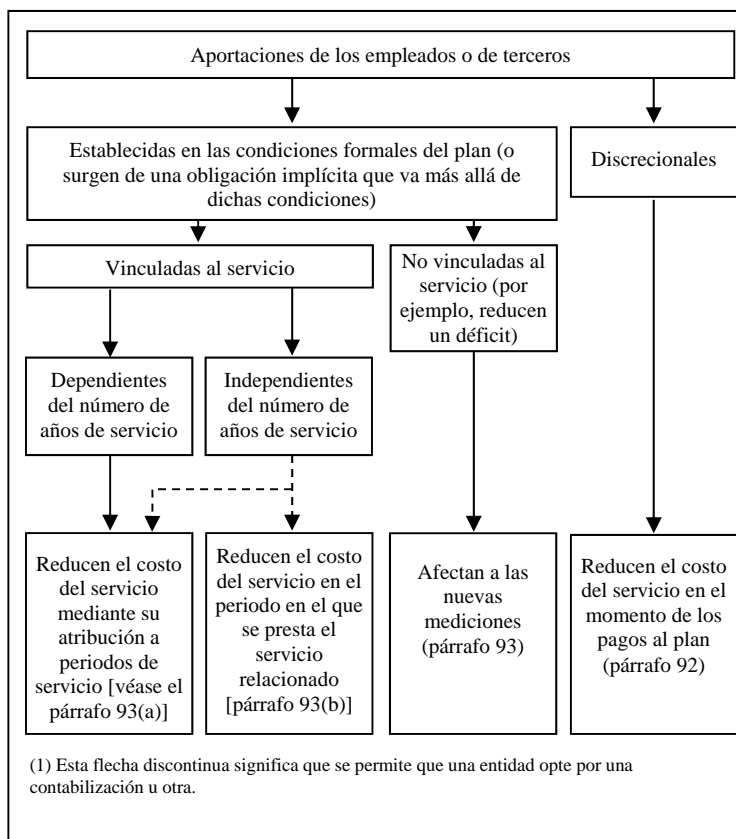 Aportaciones de los empleados o de terceros
Establecidas en las condiciones formales del plan (o
surgen de una obligación implícita que va más allá de
dichas condiciones)
Discrecionales
Vinculadas al servicio
No vinculadas al
servicio (por
ejemplo, reducen
un déficit)
Dependientes
del número de
años de servicio
Independientes
del número de
años de servicio
Reducen el costo
del servicio
mediante su
atribución a
periodos de
servicio [véase el
párrafo 93(a)]
Reducen el costo
del servicio en el
periodo en el que
se presta el
servicio
relacionado
[párrafo 93(b)]
Afectan a las
nuevas
mediciones
(párrafo 93)
Reducen el costo
del servicio en el
momento de los
pagos al plan
(párrafo 92)
(1) Esta flecha discontinua significa que se permite que una entidad opte por una
contabilización u otra.